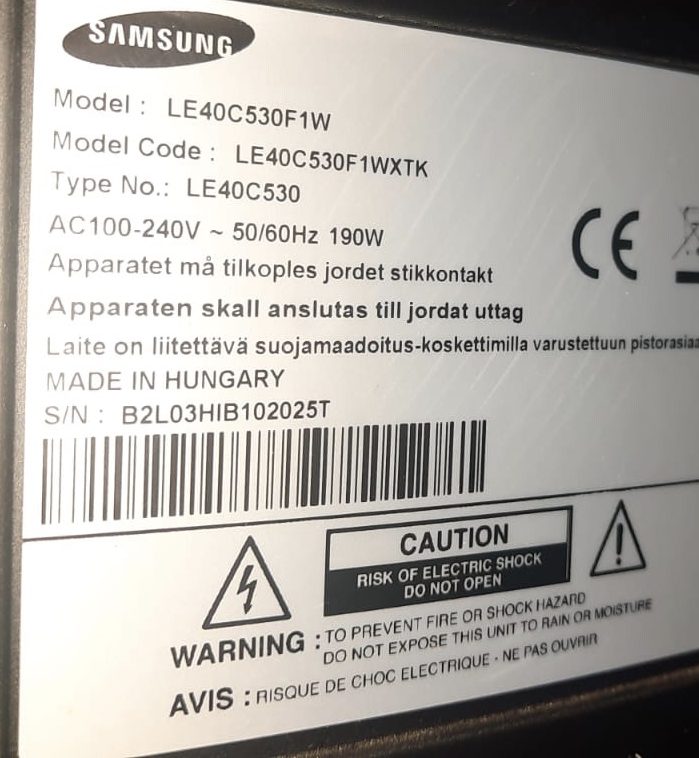 SAMSUNG
Model : LE40C530F1W
Model Code : LE40C530F1WXTK
Type No.: LE40C530
AC100-240V ~ 50/60Hz 190W
Apparatet må tilkoples jordet stikkontakt
Apparaten skall anslutas till jordat uttag
Laite on liitettävä suojamaadoitus-koskettimilla varustettuun
MADE IN HUNGARY
S/N : B2L03HIB102025T
CE
CAUTION
RISK OF ELECTRIC SHOCK
DO NOT OPEN
WARNING : TO PREVENT FIRE OR SHOCK HAZARD
DO NOT EXPOSE THIS UNIT TO RAIN OR MOISTURE
AVIS : RISQUE DE CHOC ELECTRIQUE - NE PAS OUVRIR